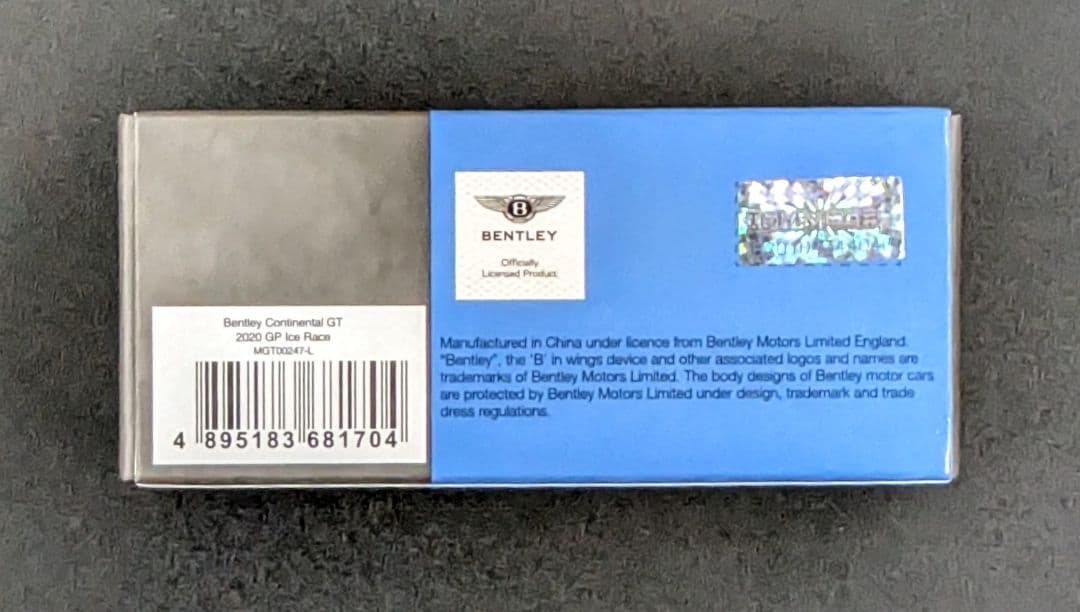 Bentley Continental GT
2020 GP Ice Race
MGT00247-L
4 895183 681704
B
BENTLEY
Officially
Licensed Product
Manufactured in China under licence from Bentley Motors Limited England.
"Bentley", the 'B' in wings device and other associated logos and names are
trademarks of Bentley Motors Limited. The body designs of Bentley motor cars
are protected by Bentley Motors Limited under design, trademark and trade
dress regulations.